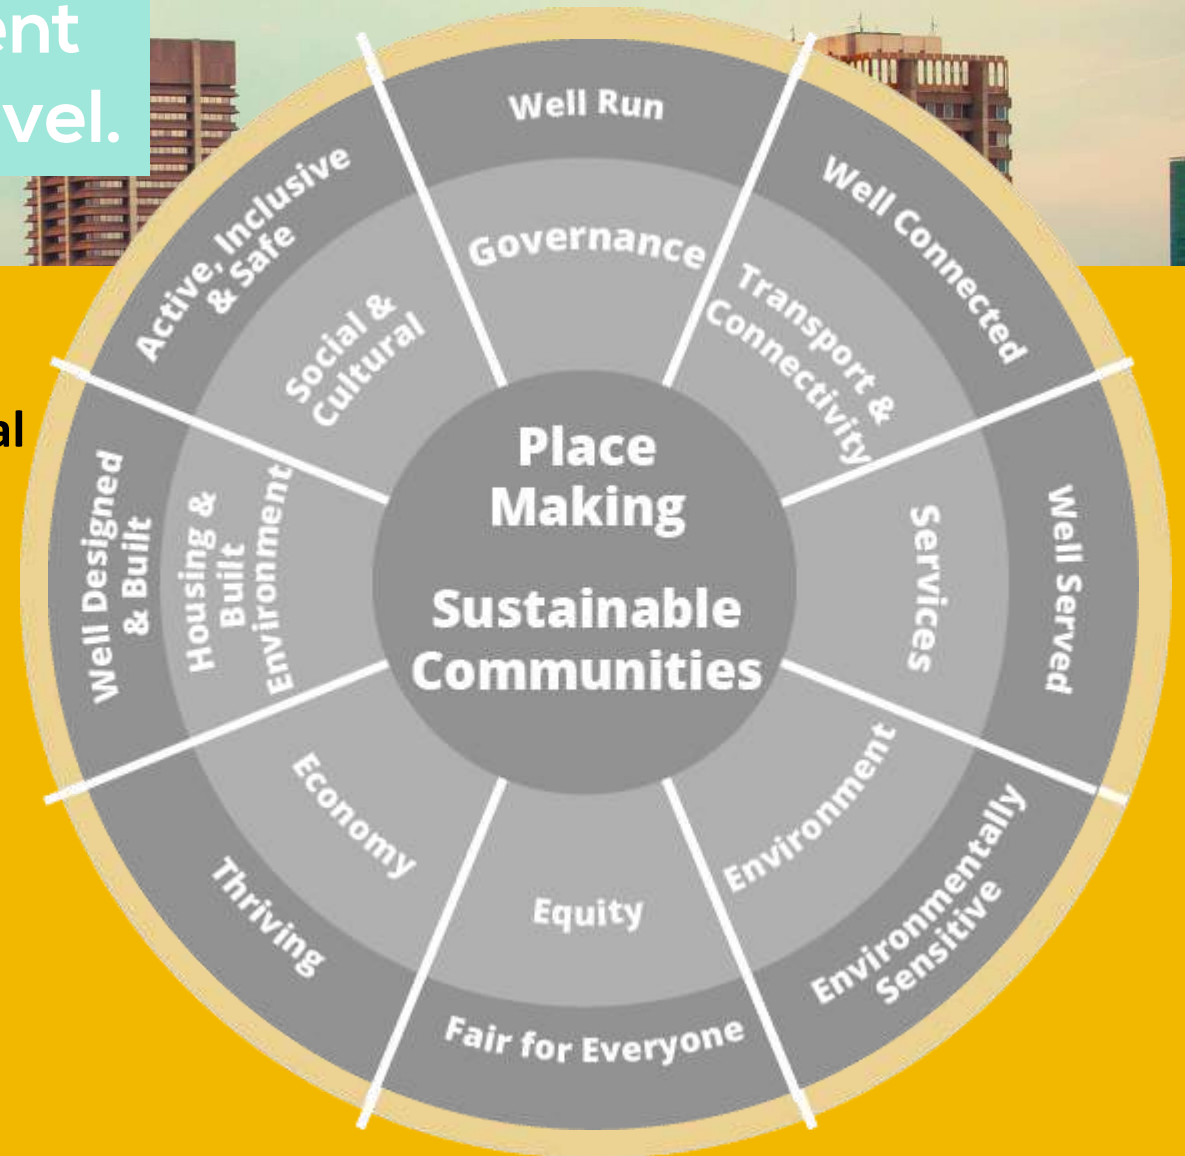 ent
vel.
al
Well Run
Governance
Well Connected
Transport &
Connectivity
Well Served
Services
Environmentally
Sensitive
Environment
Fair for Everyone
Equity
Thriving
Economy
Well Designed
& Built
Housing &
Built
Environment
Active, Inclusive
& Safe
Social &
Cultural
Place
Making
Sustainable
Communities